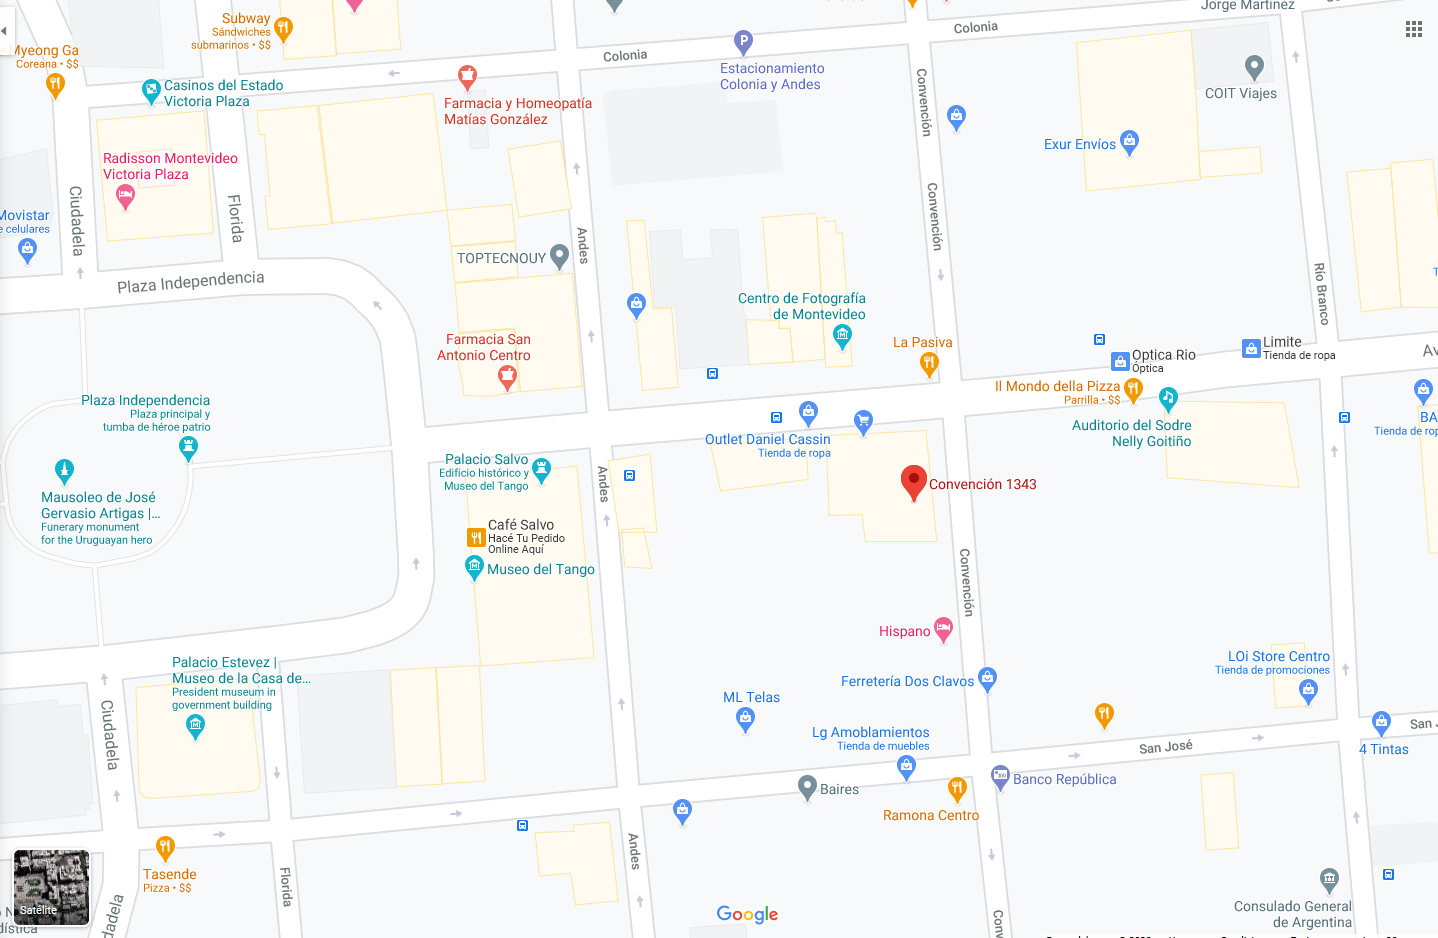 Subway
Sándwiches
submarinos • $$
Myeong Ga
Coreana • $$
Colonia
Colonia
Jorge Martínez
Casinos del Estado
Victoria Plaza
Farmacia y Homeopatía
Matías González
Estacionamiento
Colonia y Andes
COIT Viajes
Convención
Exur Envíos
Radisson Montevideo
Victoria Plaza
Ciudadela
Florida
Movistar
e celulares
Convención
Andes
TOPTECNOUY
Plaza Independencia
Río Branco
Centro de Fotografía
de Montevideo
Farmacia San
Antonio Centro
La Pasiva
Optica Rio
Óptica
Limite
Tienda de ropa
Av
Il Mondo della Pizza
Parrilla • $$
Plaza Independencia
Plaza principal y
tumba de héroe patrio
Outlet Daniel Cassin
Tienda de ropa
Auditorio del Sodre
Nelly Goitiño
BA
Tienda de rop
Palacio Salvo
Edificio histórico y
Museo del Tango
Andes
Convención 1343
Mausoleo de José
Gervasio Artigas |...
Funerary monument
for the Uruguayan hero
Café Salvo
Hacé Tu Pedido
Online Aquí
Museo del Tango
Convención
Hispano
Palacio Estevez |
Museo de la Casa de...
President museum in
government building
LOi Store Centro
Tienda de promociones
Ferretería Dos Clavos
ML Telas
Ciudadela
Lg Amoblamientos
Tienda de muebles
San José
San J
4 Tintas
Baires
Banco República
Ramona Centro
Andes
Tasende
Pizza • $$
Florida
Satélite
dadela
Consulado General
de Argentina
Google
Conv